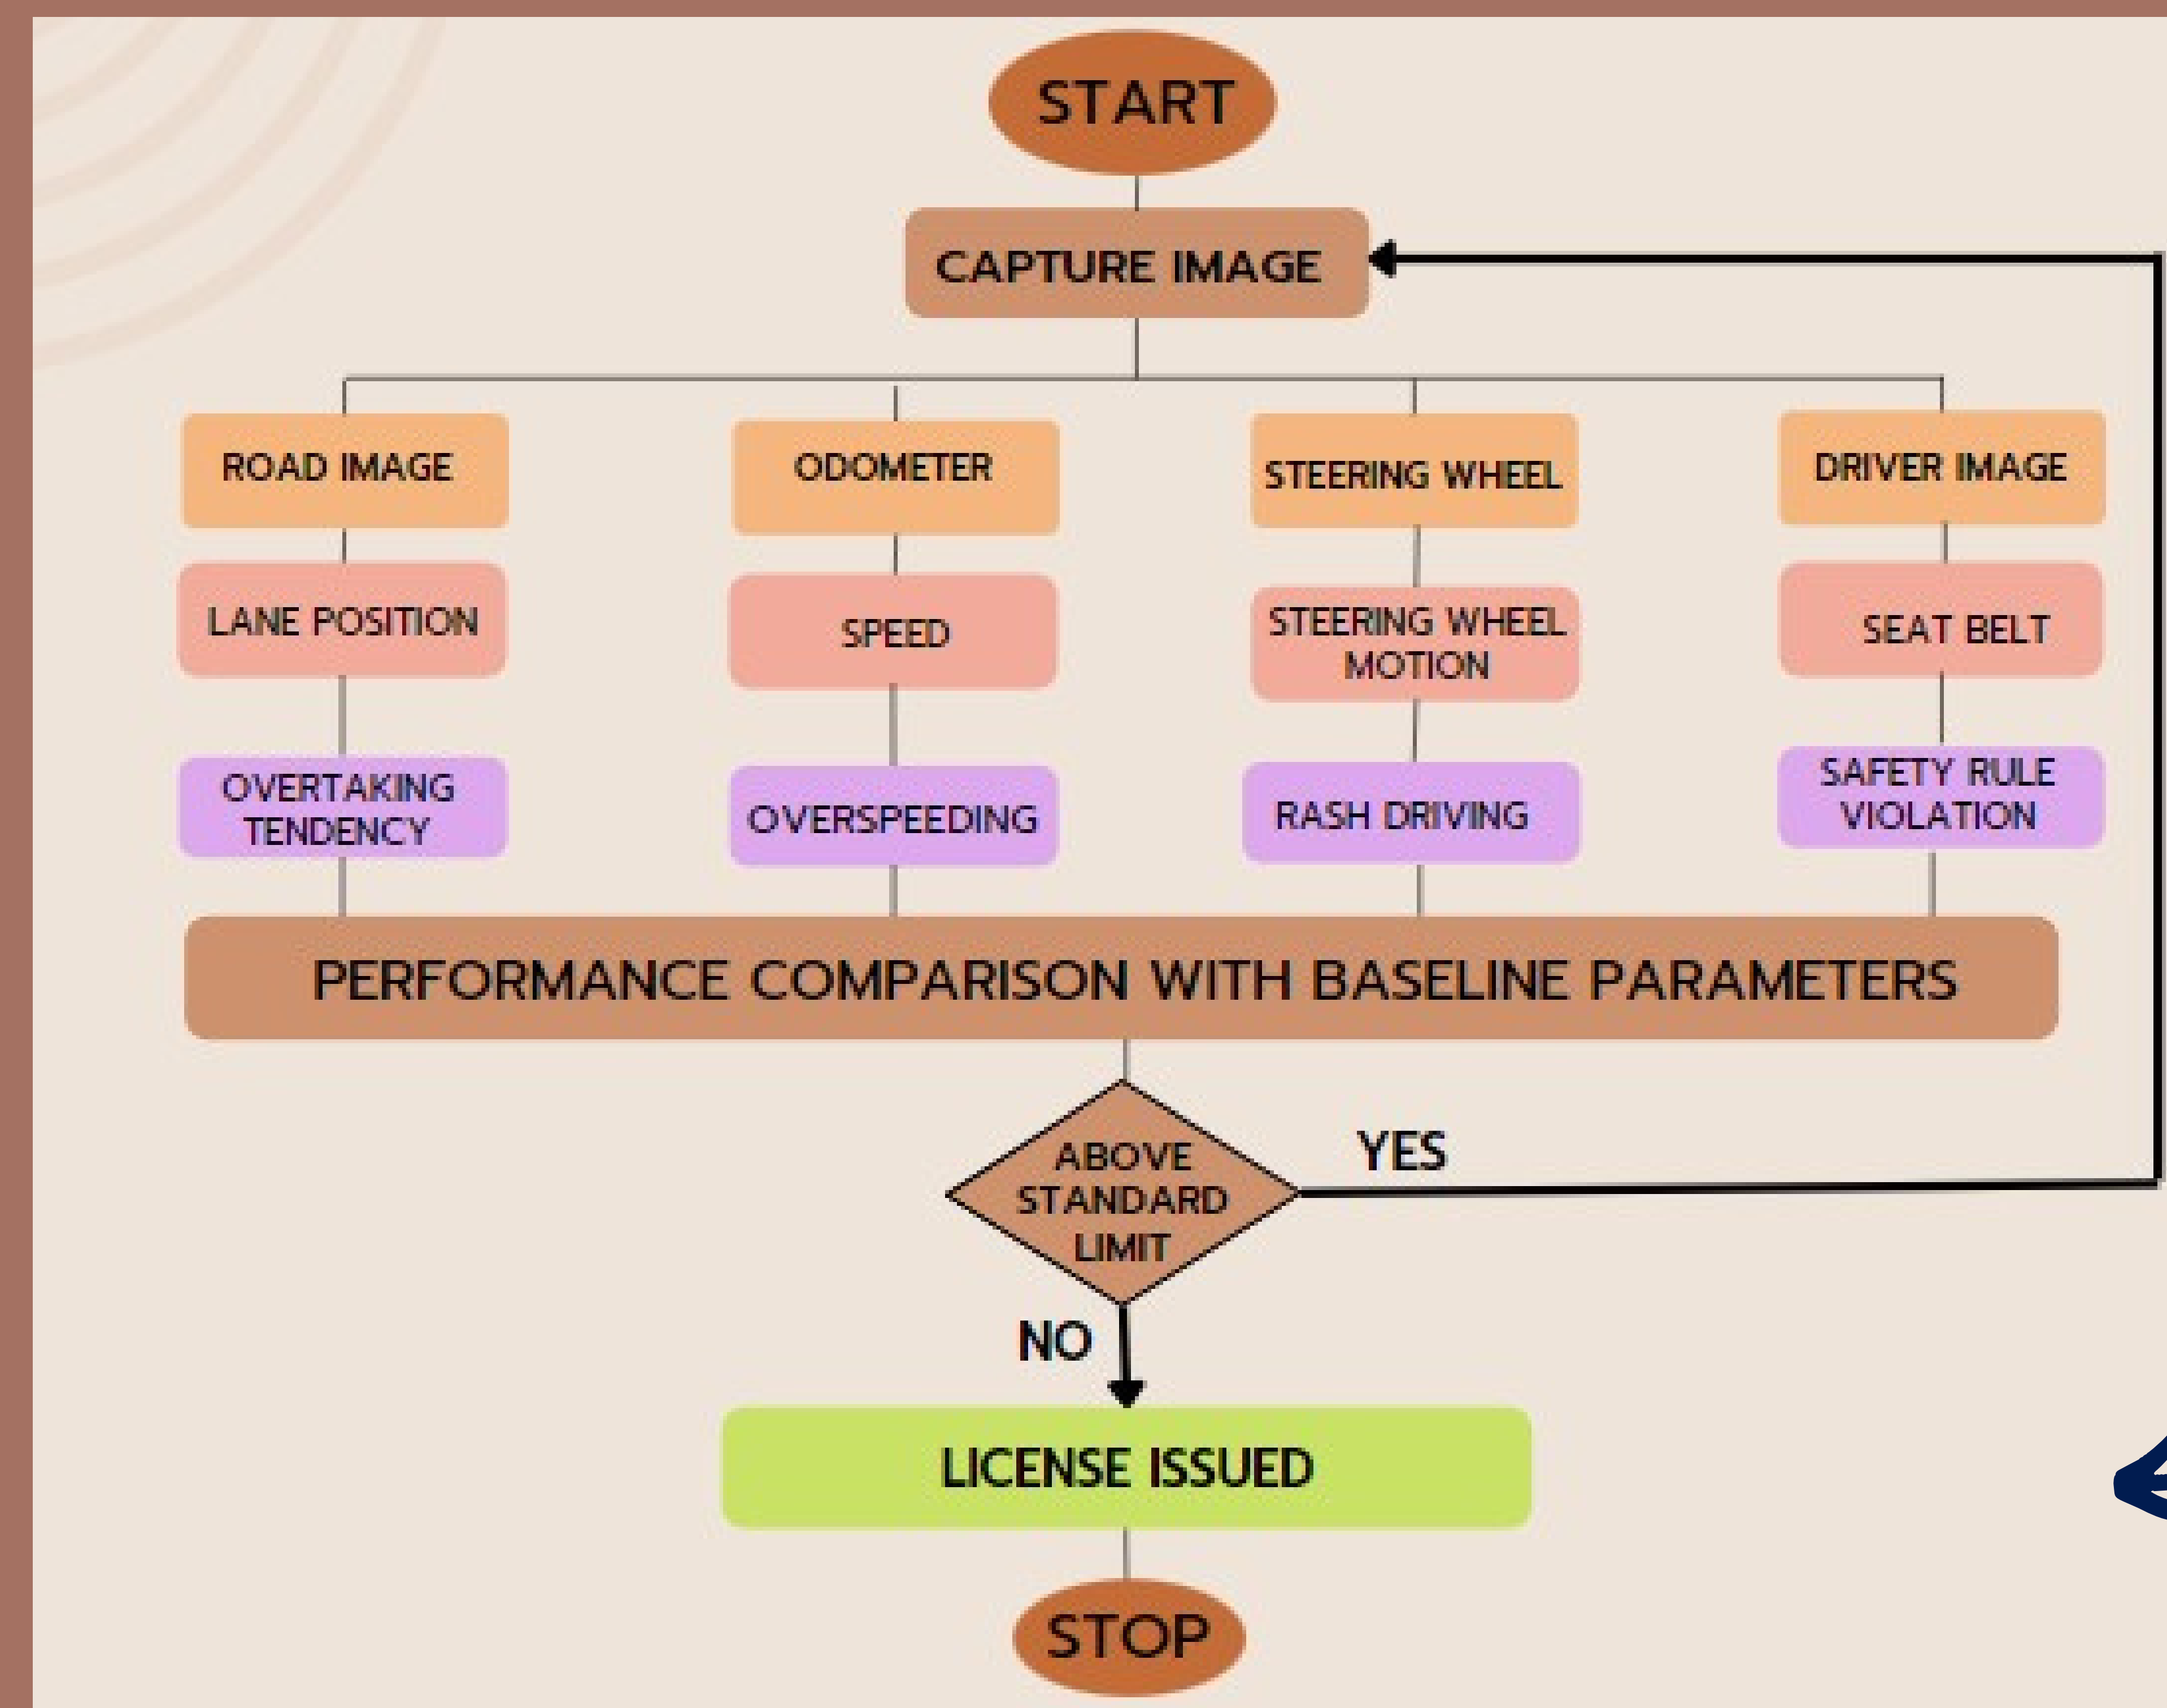 START
CAPTURE IMAGE
ROAD IMAGE
ODOMETER
STEERING WHEEL
DRIVER IMAGE
LANE POSITION
SPEED
STEERING WHEEL
MOTION
SEAT BELT
OVERTAKING
TENDENCY
OVERSPEEDING
RASH DRIVING
SAFETY RULE
VIOLATION
PERFORMANCE COMPARISON WITH BASELINE PARAMETERS
ABOVE
STANDARD
LIMIT
YES
NO
LICENSE ISSUED
STOP